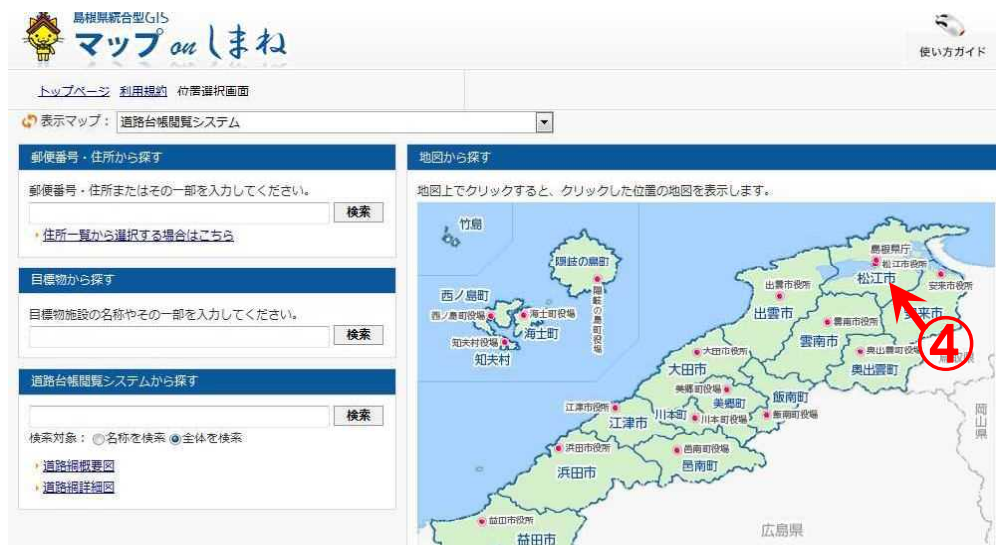 島根県統合型GIS
マップ on しまね
使い方ガイド
トップページ 利用規約 位置選択画面
表示マップ： 道路台帳閲覧システム
郵便番号・住所から探す
郵便番号・住所またはその一部を入力してください。
検索
住所一覧から選択する場合はこちら
目標物から探す
目標物施設の名称やその一部を入力してください。
検索
道路台帳閲覧システムから探す
検索
検索対象： 名称を検索 全体を検索
道路網概要図
道路網詳細図
地図から探す
地図上でクリックすると、クリックした位置の地図を表示します。
竹島
隠岐の島町
隠岐の島町役場
西ノ島町
西ノ島町役場
海士町役場
海士町
知夫村役場
知夫村
島根県庁
松江市役所
松江市
安来市役所
安来市
出雲市役所
出雲市
雲南市役所
雲南市
④
奥出雲町役場
奥出雲町
鳥取県
大田市役所
大田市
美郷町役場
美郷町
飯南町
飯南町役場
川本町
川本町役場
江津市役所
江津市
岡山県
浜田市役所
浜田市
邑南町役場
邑南町
益田市役所
益田市
広島県